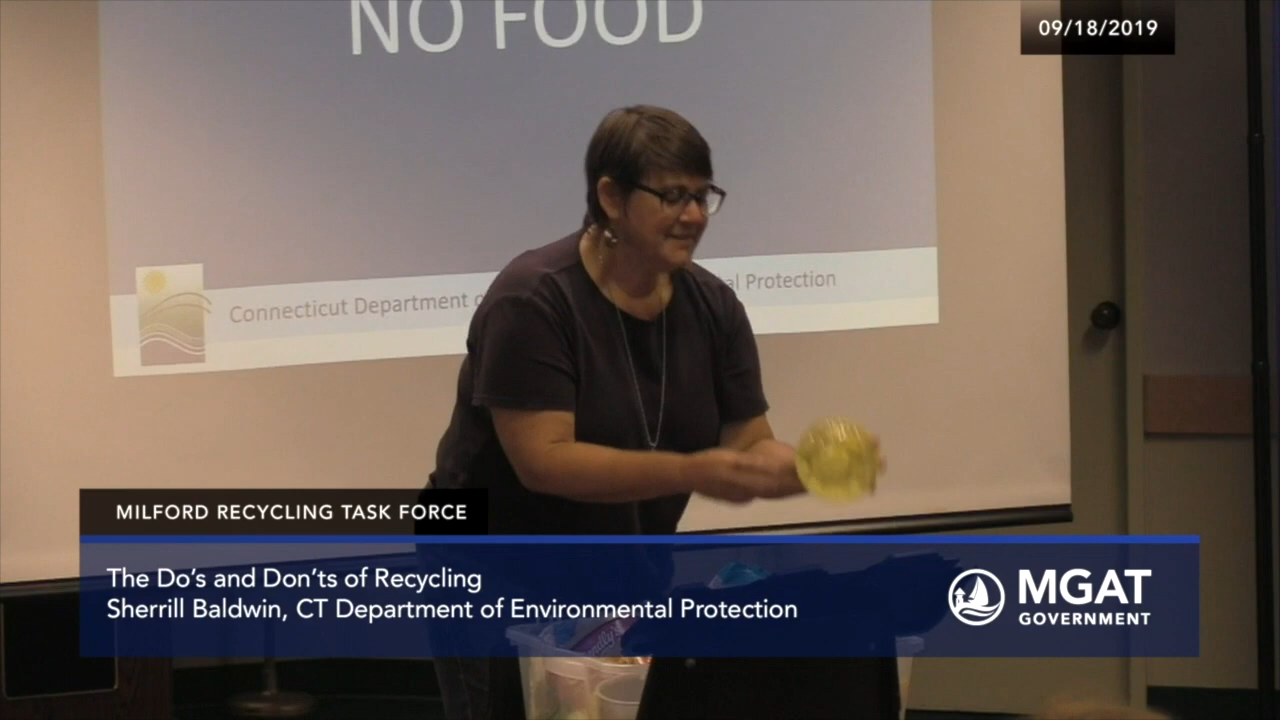 NO FOOD
09/18/2019
Connecticut Department o al Protection
MILFORD RECYCLING TASK FORCE
The Do's and Don'ts of Recycling
Sherrill Baldwin, CT Department of Environmental Protection
MGAT
GOVERNMENT